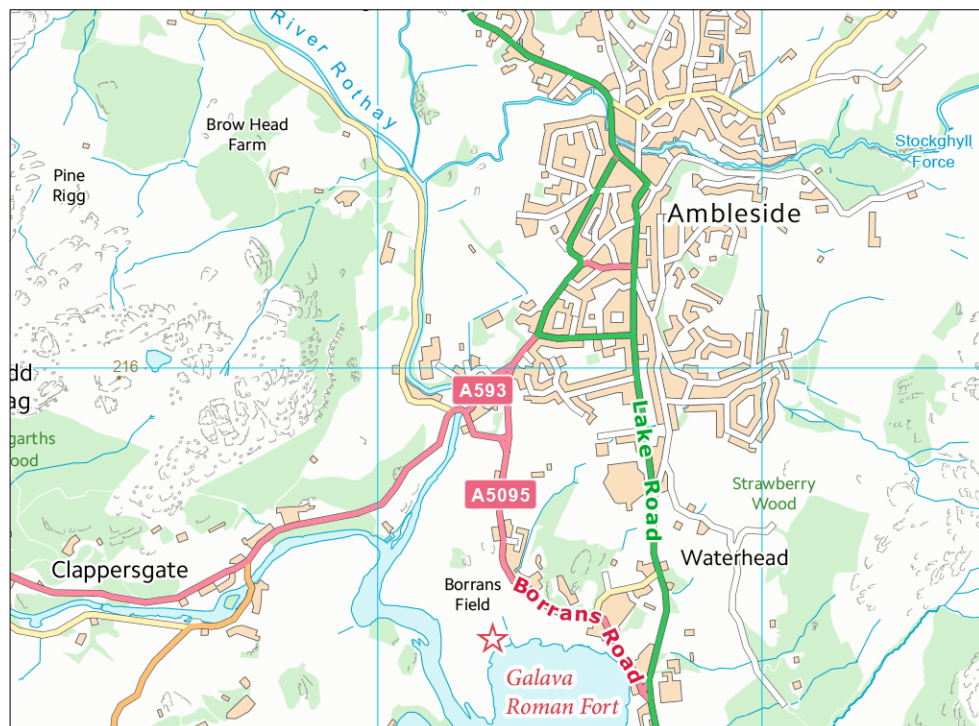 River Rothay
Brow Head
Farm
Stockghyll
Force
Pine
Rigg
Ambleside
216
dd
ag
A593
Lake Road
garths
ood
A5095
Strawberry
Wood
Clappersgate
Waterhead
Borrans
Field
Borrans Road
Galava
Roman Fort